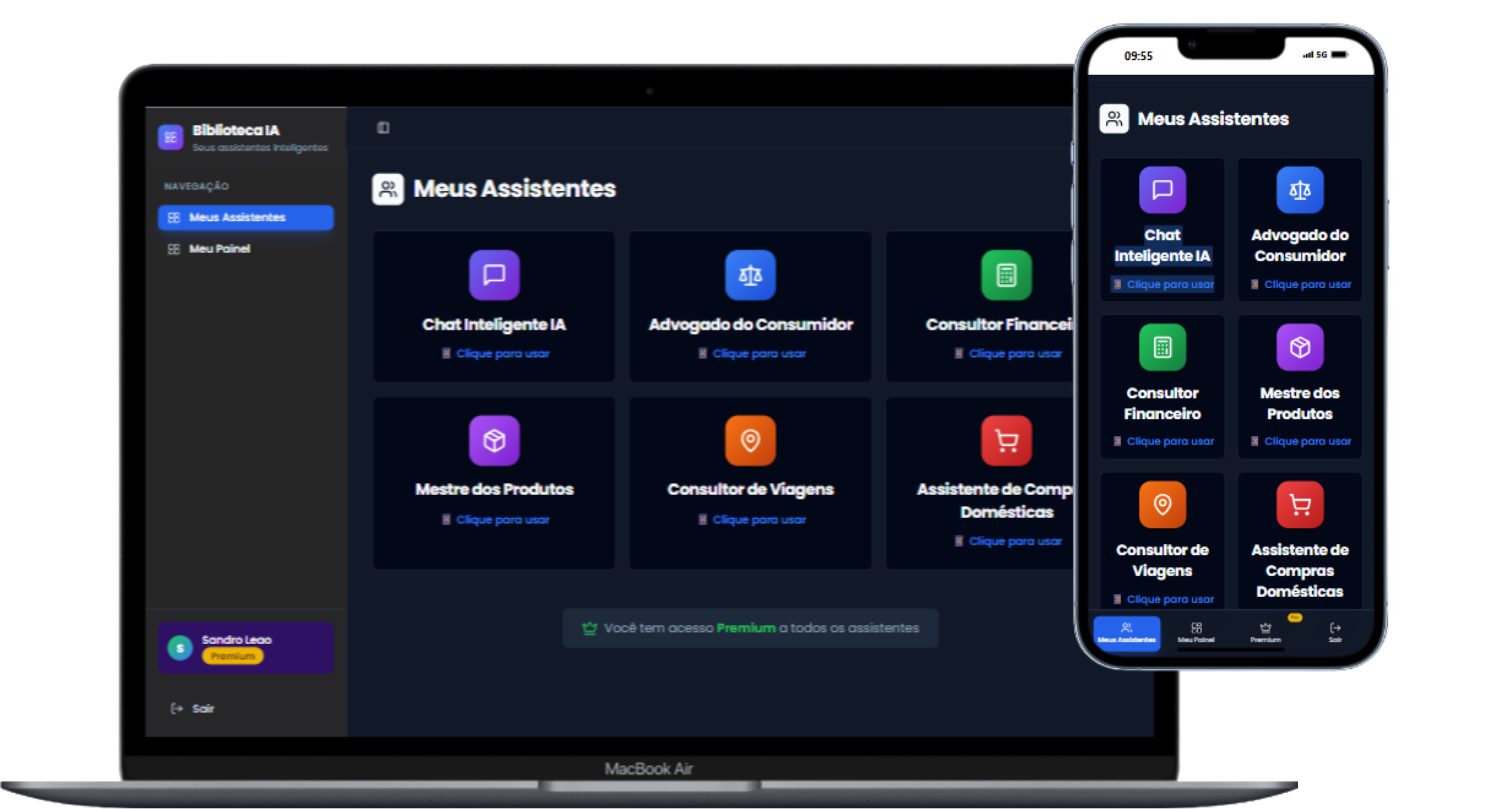 Biblioteca IA
Seus assistentes inteligentes
NAVEGAÇÃO
Meus Assistentes
Meu Painel
Sandro Leao
S
Premium
Sair
Meus Assistentes
Chat Inteligente IA
Clique para usar
Advogado do Consumidor
Clique para usar
Consultor Financei
Clique para usar
Mestre dos Produtos
Clique para usar
Consultor de Viagens
Clique para usar
Assistente de Comp
Domésticas
Clique para usar
Você tem acesso Premium a todos os assistentes
MacBook Air
09:55
5G
Meus Assistentes
Chat
Inteligente IA
Clique para usar
Advogado do
Consumidor
Clique para usar
Consultor
Financeiro
Clique para usar
Mestre dos
Produtos
Clique para usar
Consultor de
Viagens
Clique para usar
Assistente de
Compras
Domésticas
Meus Assistentes
Meu Painel
Premium
Sair